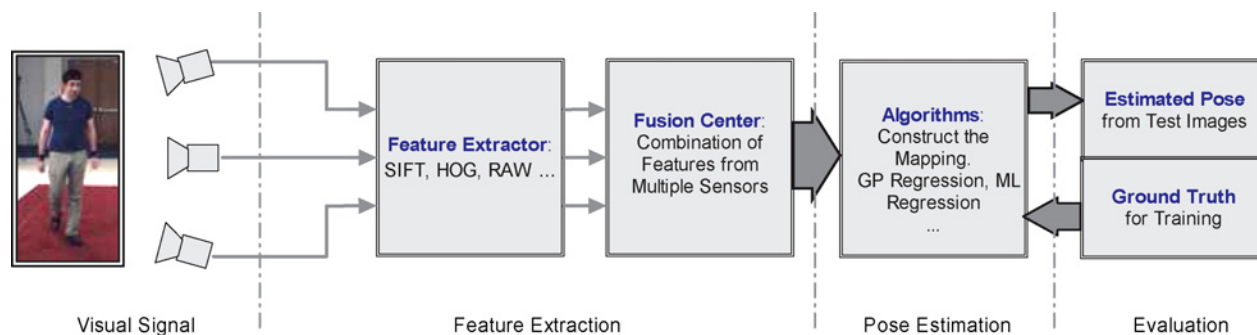 Feature Extractor:
SIFT, HOG, RAW ...
Fusion Center:
Combination of
Features from
Multiple Sensors
Algorithms:
Construct the
Mapping.
GP Regression, ML
Regression
...
Estimated Pose
from Test Images
Ground Truth
for Training
Visual Signal
Feature Extraction
Pose Estimation
Evaluation